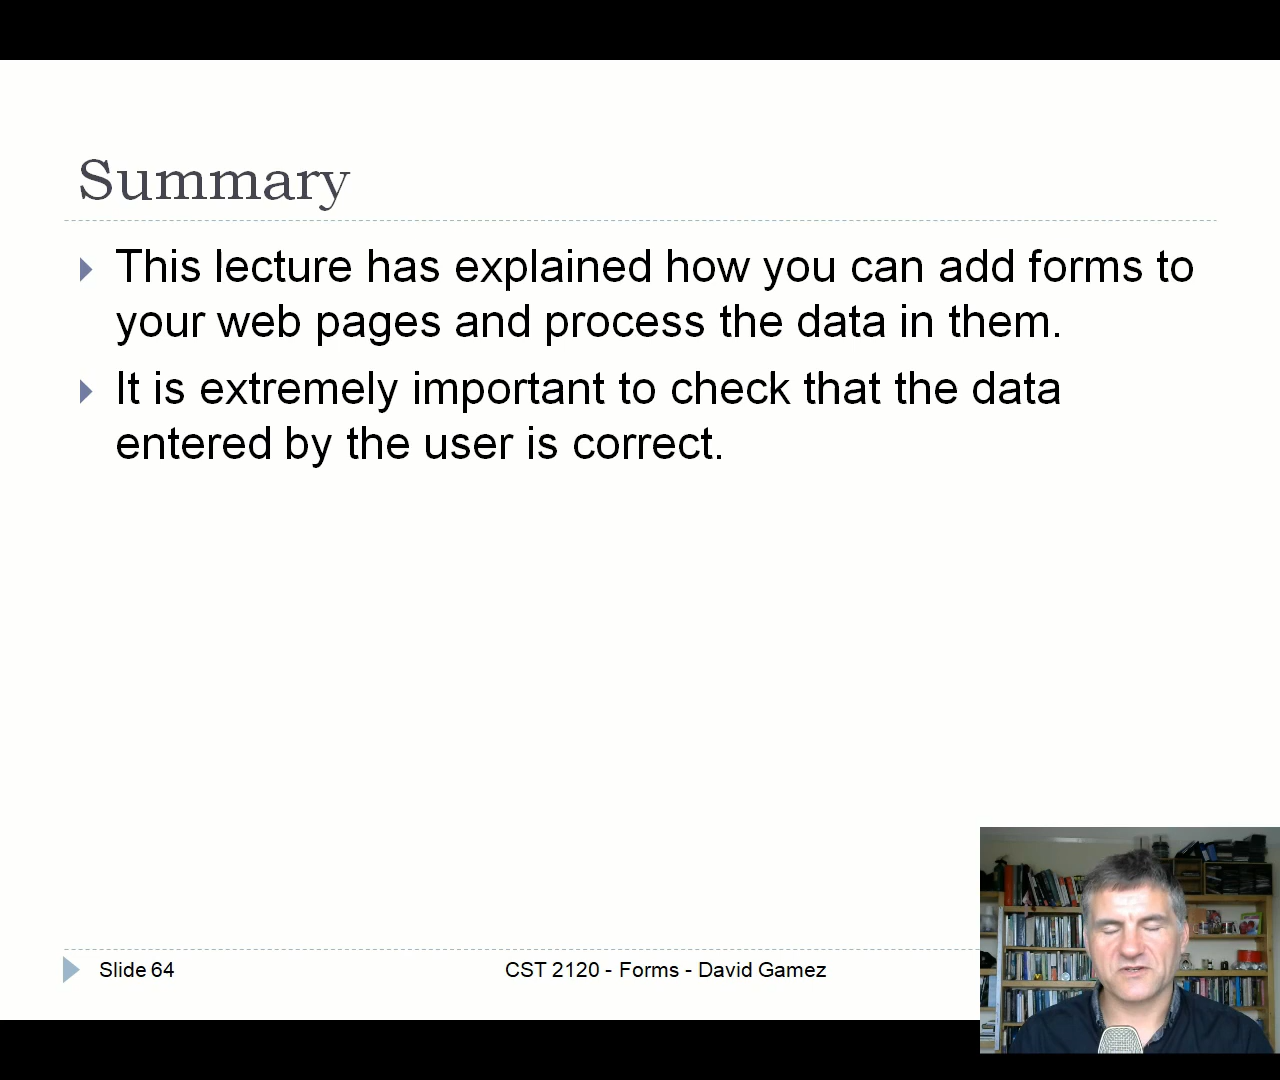 Summary
This lecture has explained how you can add forms to
your web pages and process the data in them.
It is extremely important to check that the data
entered by the user is correct.
Slide 64
CST 2120 - Forms - David Gamez